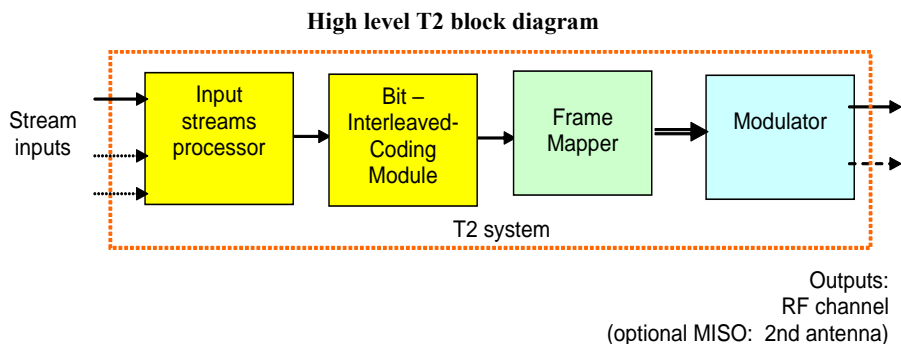 High level T2 block diagram
Stream
inputs
Input
streams
processor
Bit –
Interleaved-
Coding
Module
Frame
Mapper
Modulator
T2 system
Outputs:
RF channel
(optional MISO: 2nd antenna)